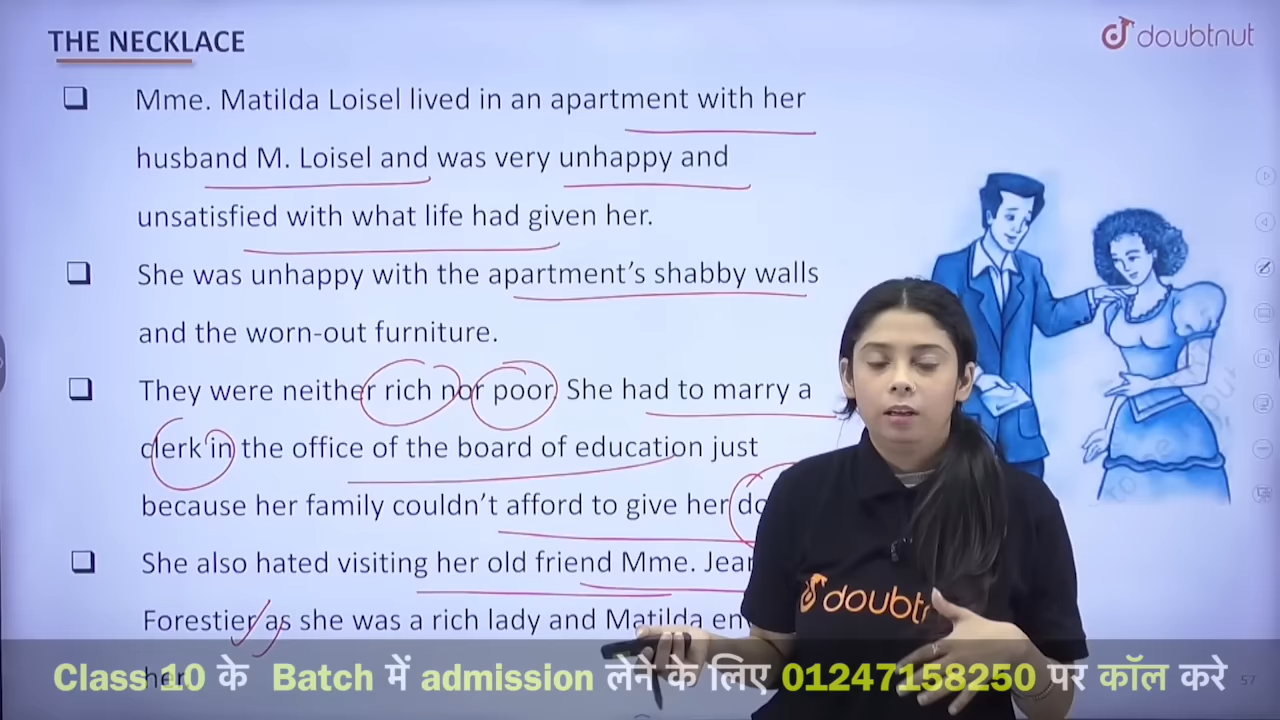 THE NECKLACE
doubtnut
Mme. Matilda Loisel lived in an apartment with her
husband M. Loisel and was very unhappy and
unsatisfied with what life had given her.
She was unhappy with the apartment's shabby walls
and the worn-out furniture.
They were neither rich nor poor. She had to marry a
clerk in the office of the board of education just
because her family couldn't afford to give her
She also hated visiting her old friend Mme.
Forestier as she was a rich lady and Matilda
her
Class 10 के Batch में admission लेने के लिए 01247158250 पर कॉल करे
57